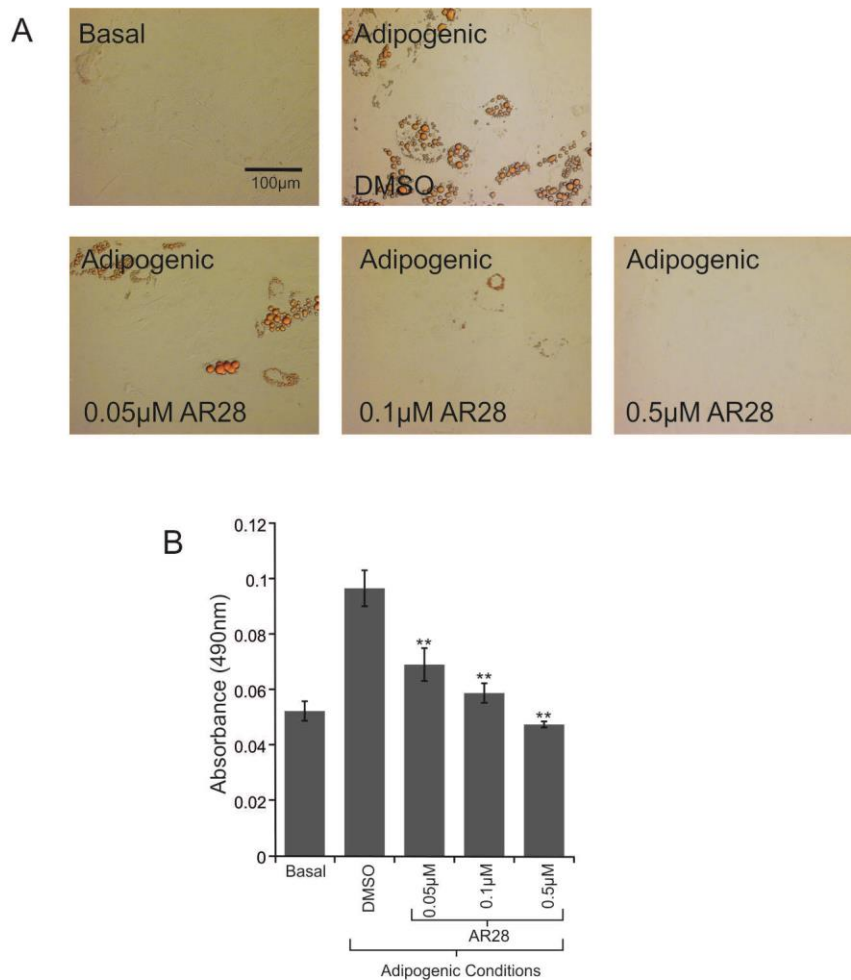 A
Basal
100µm
Adipogenic
DMSO
Adipogenic
0.05µM AR28
Adipogenic
0.1µM AR28
Adipogenic
0.5µM AR28
B
Absorbance (490nm)
0.12
0.1
0.08
0.06
0.04
0.02
0
**
**
**
Basal
DMSO
0.05µM
0.1µM
0.5µM
AR28
Adipogenic Conditions